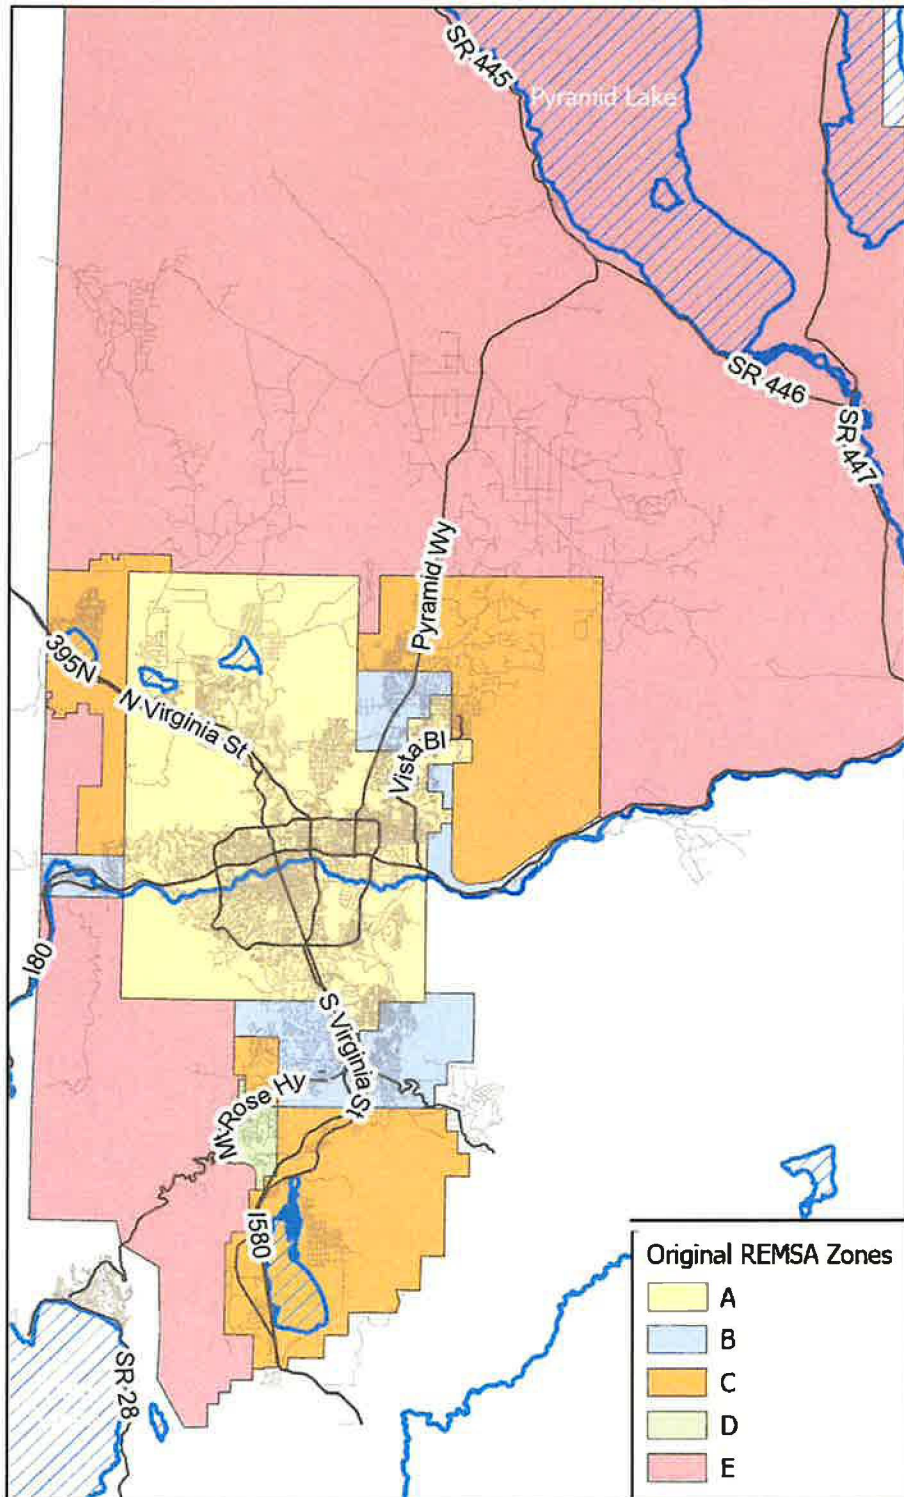 SR 445
Pyramid Lake
SR 446
SR 447
Pyramid Wy
395N
N Virginia St
Vista Bl
I80
S Virginia St
Mt Rose Hy
I580
SR 28
Original REMSA Zones
A
B
C
D
E